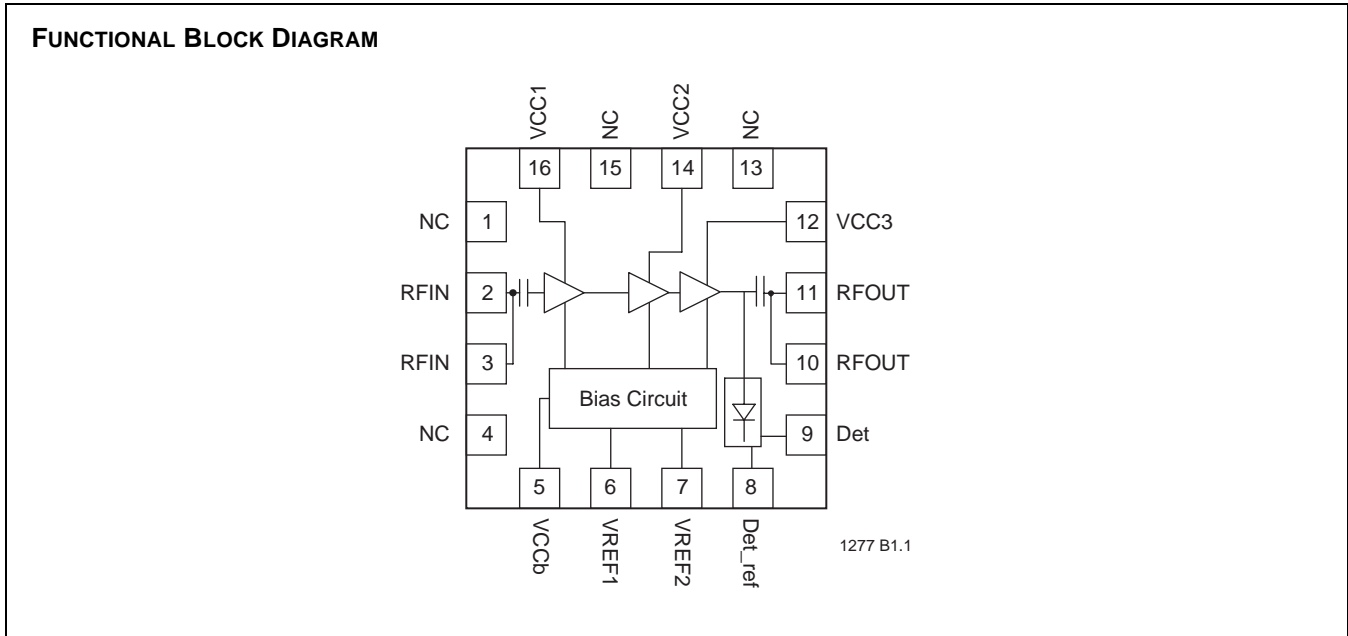 FUNCTIONAL BLOCK DIAGRAM
VCC1
NC
VCC2
NC
16
15
14
13
NC 1
12 VCC3
RFIN 2
11 RFOUT
RFIN 3
10 RFOUT
Bias Circuit
NC 4
9 Det
5
6
7
8
VCCb
VREF1
VREF2
Det_ref
1277 B1.1